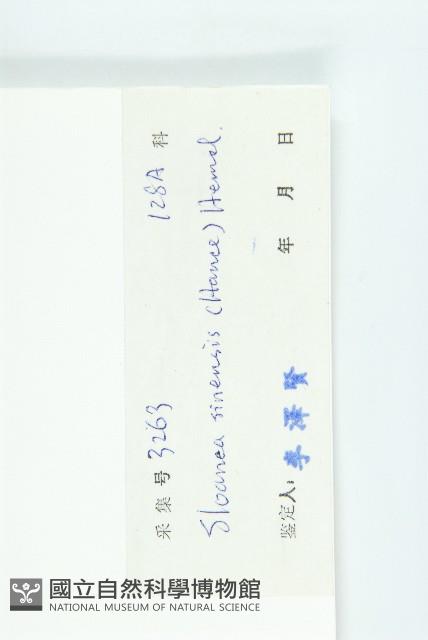 采集号 3263 128A 科
Sloanea sinensis (Hance) Hemsl.
鉴定人: 李泽贤 年 月 日
國立自然科學博物館
NATIONAL MUSEUM OF NATURAL SCIENCE